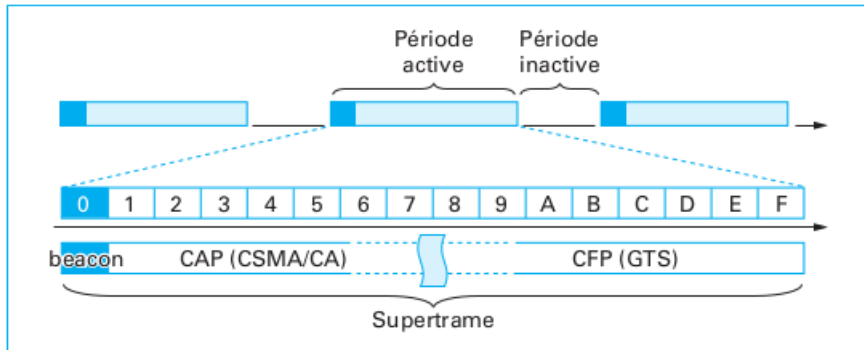 Période
active
Période
inactive
0 1 2 3 4 5 6 7 8 9 A B C D E F
beacon CAP (CSMA/CA) CFP (GTS)
Supertrame